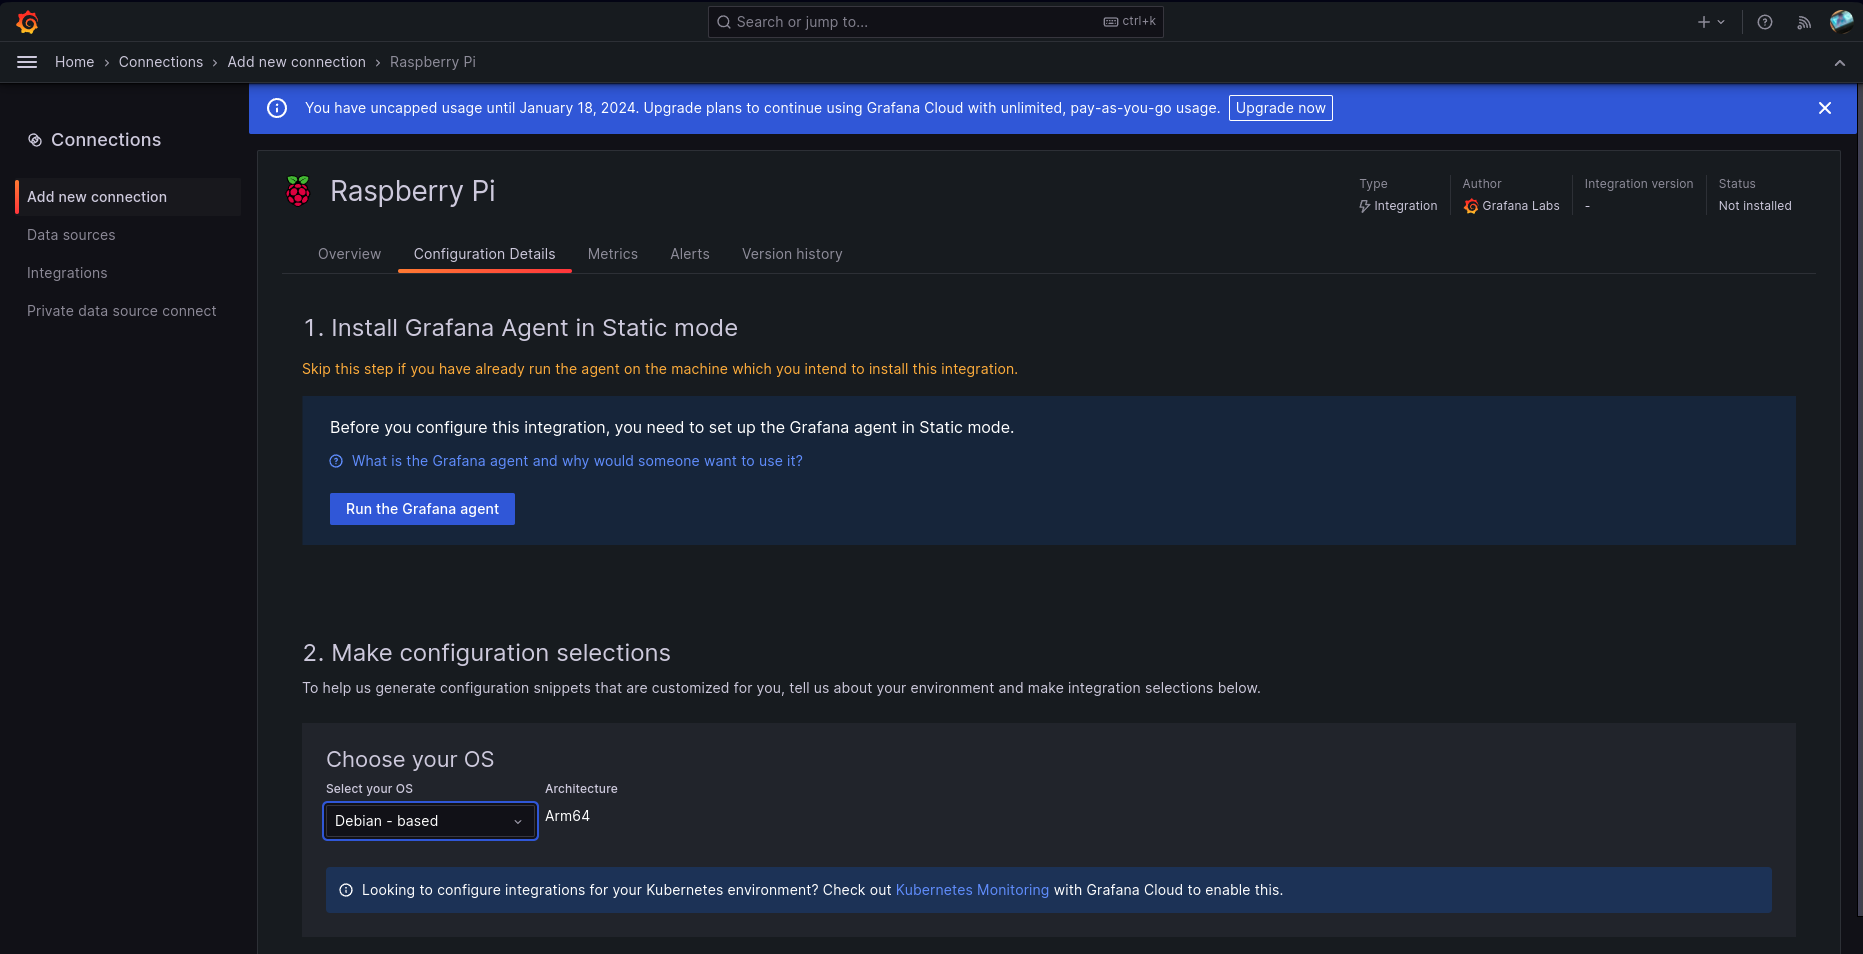 Search or jump to...
ctrl+k
Home › Connections › Add new connection › Raspberry Pi
You have uncapped usage until January 18, 2024. Upgrade plans to continue using Grafana Cloud with unlimited, pay-as-you-go usage. Upgrade now
Connections
Add new connection
Data sources
Integrations
Private data source connect
Raspberry Pi
Type
Integration
Author
Grafana Labs
Integration version
-
Status
Not installed
Overview
Configuration Details
Metrics
Alerts
Version history
1. Install Grafana Agent in Static mode
Skip this step if you have already run the agent on the machine which you intend to install this integration.
Before you configure this integration, you need to set up the Grafana agent in Static mode.
What is the Grafana agent and why would someone want to use it?
Run the Grafana agent
2. Make configuration selections
To help us generate configuration snippets that are customized for you, tell us about your environment and make integration selections below.
Choose your OS
Select your OS
Debian - based
Architecture
Arm64
Looking to configure integrations for your Kubernetes environment? Check out Kubernetes Monitoring with Grafana Cloud to enable this.